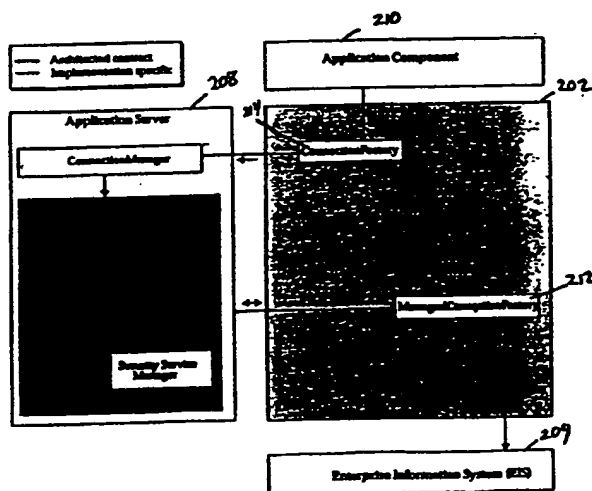 210
Architected contract
Implementation specific
Application Component
208
202
Application Server
214
ConnectionManager
ConnectionFactory
212
ManagedConnectionFactory
Security Service
Manager
209
Enterprise Information System (EIS)